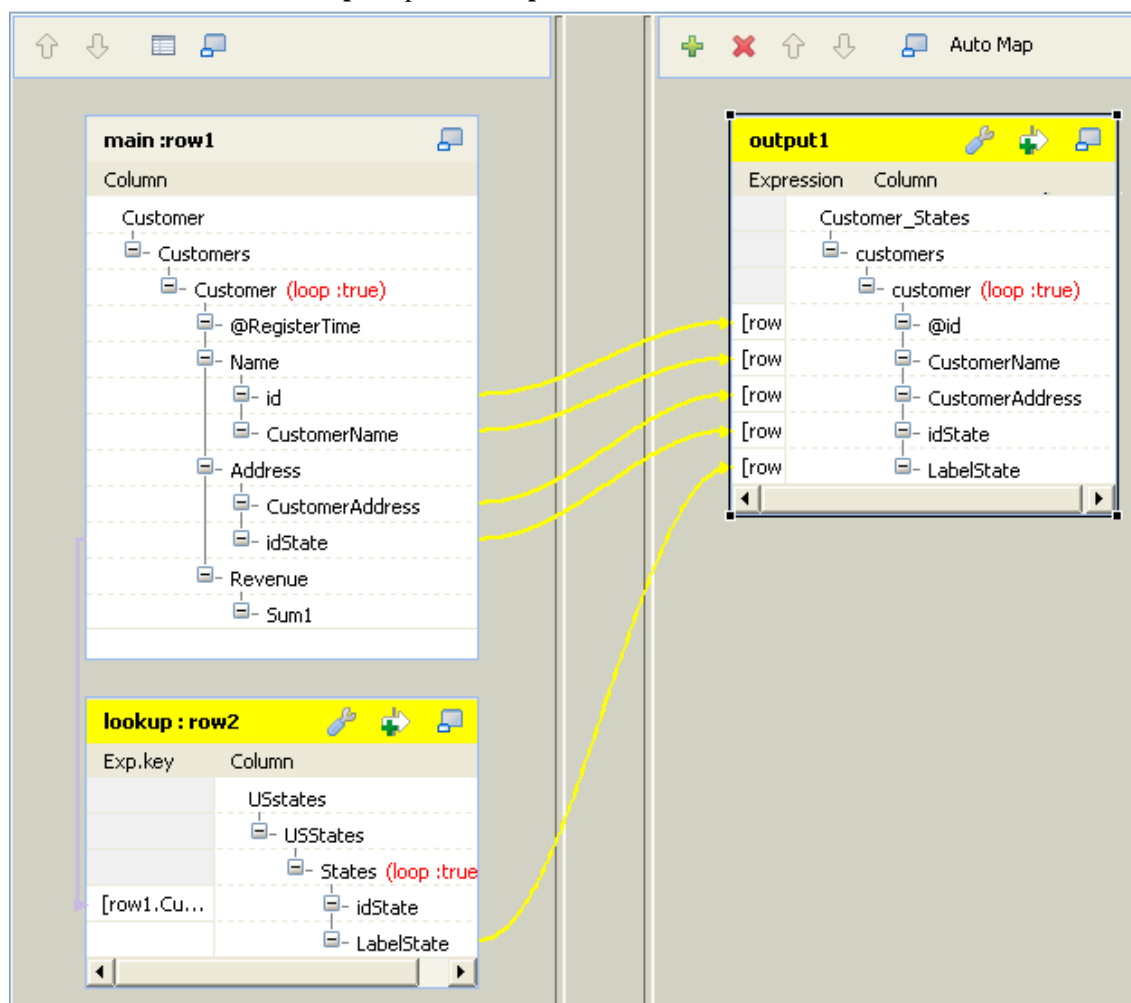 Auto Map
main :row1
Column
Customer
Customers
Customer (loop :true)
@RegisterTime
Name
id
CustomerName
Address
CustomerAddress
idState
Revenue
Sum1
lookup : row2
Exp.key Column
USstates
USStates
States (loop :true
[row1.Cu... idState
LabelState
output1
Expression Column
Customer_States
customers
customer (loop :true)
[row @id
[row CustomerName
[row CustomerAddress
[row idState
[row LabelState